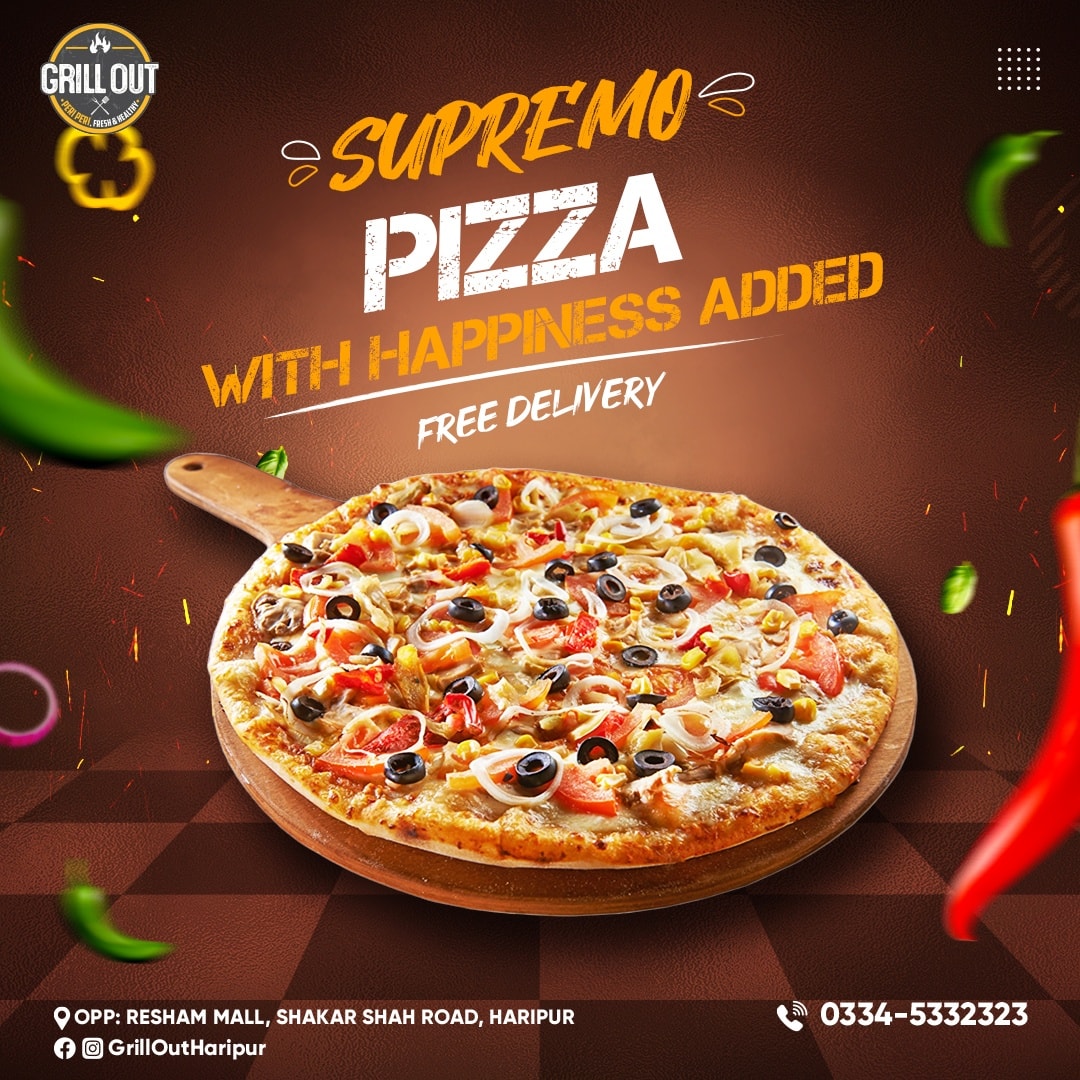 GRILL OUT
PERI PERI, FRESH & HEALTHY
SUPREMO
PIZZA
WITH HAPPINESS ADDED
FREE DELIVERY
OPP: RESHAM MALL, SHAKAR SHAH ROAD, HARIPUR
GrillOutHaripur
0334-5332323